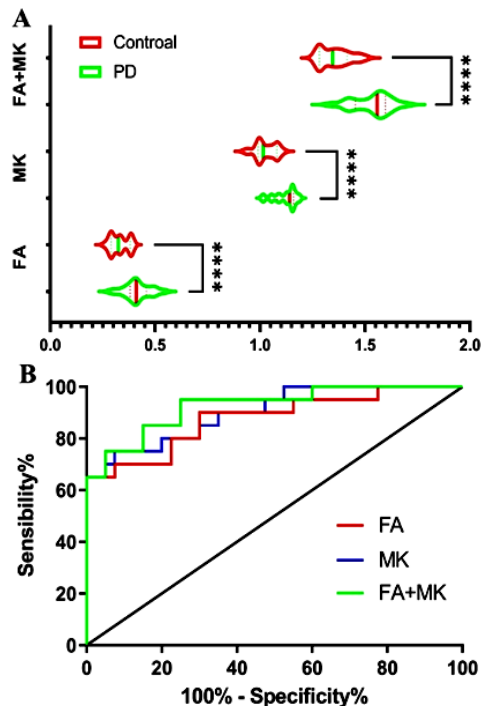 A
Controal
PD
FA+MK
****
MK
****
FA
****
0.0 0.5 1.0 1.5 2.0
B
100
80
60
40
20
0
Sensibility%
FA
MK
FA+MK
0 20 40 60 80 100
100% - Specificity%